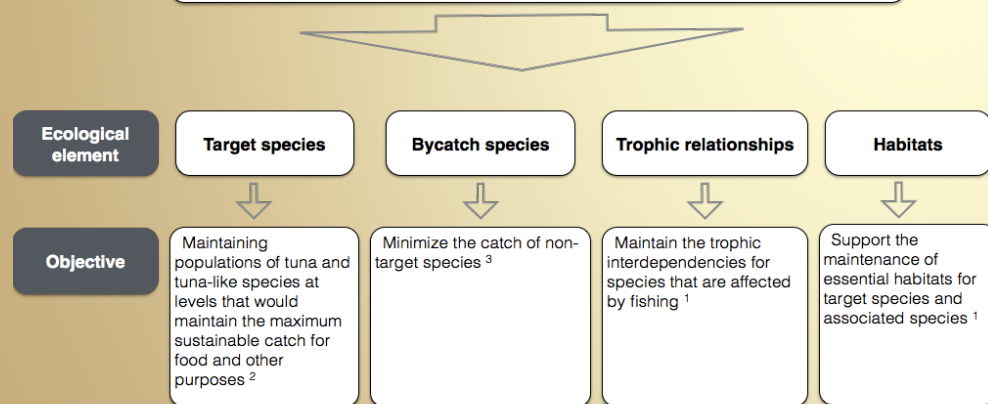 Ecological
element
Target species
Bycatch species
Trophic relationships
Habitats
Objective
Maintaining
populations of tuna and
tuna-like species at
levels that would
maintain the maximum
sustainable catch for
food and other
purposes ²
Minimize the catch of non-
target species ³
Maintain the trophic
interdependencies for
species that are affected
by fishing ¹
Support the
maintenance of
essential habitats for
target species and
associated species ¹